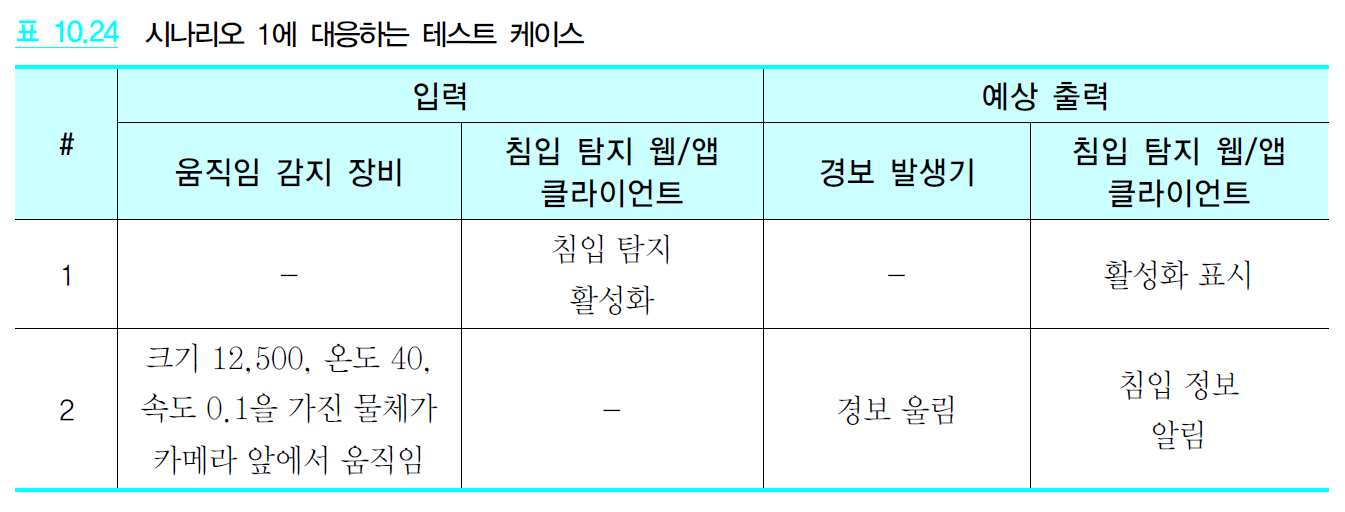 표 10.24 시나리오 1에 대응하는 테스트 케이스
# 입력 예상 출력
움직임 감지 장비 침입 탐지 웹/앱 클라이언트 경보 발생기 침입 탐지 웹/앱 클라이언트
1 – 침입 탐지 활성화 – 활성화 표시
2 크기 12,500, 온도 40, 속도 0.1을 가진 물체가 카메라 앞에서 움직임 – 경보 울림 침입 정보 알림